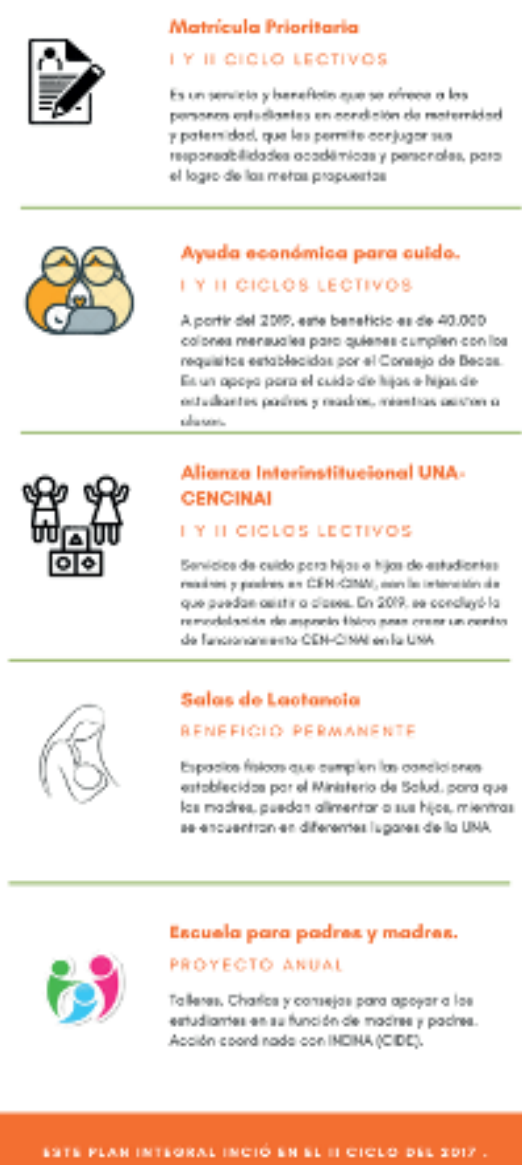 Matrícula Prioritaria
I Y II CICLO LECTIVOS
Es un servicio y beneficio que se ofrece a las
personas estudiantes en condición de maternidad
y paternidad, que les permite conjugar sus
responsabilidades académicas y personales, para
el logro de las metas propuestas
Ayuda económica para cuido.
I Y II CICLOS LECTIVOS
A partir del 2019, este beneficio es de 40.000
colones mensuales para quienes cumplen con los
requisitos establecidos por el Consejo de Becas.
Es un apoyo para el cuido de hijos e hijas de
estudiantes padres y madres, mientras asisten a
clases.
Alianza Interinstitucional UNA-
CENCINAI
I Y II CICLOS LECTIVOS
Servicios de cuido para hijos e hijas de estudiantes
madres y padres en CEN-CINAI, con la intención de
que puedan asistir a clases. En 2019, se concluyó la
remodelación de espacio físico para crear un centro
de funcionamiento CEN-CINAI en la UNA
Salas de Lactancia
BENEFICIO PERMANENTE
Espacios físicos que cumplen las condiciones
establecidas por el Ministerio de Salud, para que
las madres, puedan alimentar a sus hijos, mientras
se encuentran en diferentes lugares de la UNA
Escuela para padres y madres.
PROYECTO ANUAL
Talleres, Charlas y consejos para apoyar a los
estudiantes en su función de madres y padres.
Acción coordinada con INEINA (CIDE).
ESTE PLAN INTEGRAL INCIÓ EN EL II CICLO DEL 2017 .